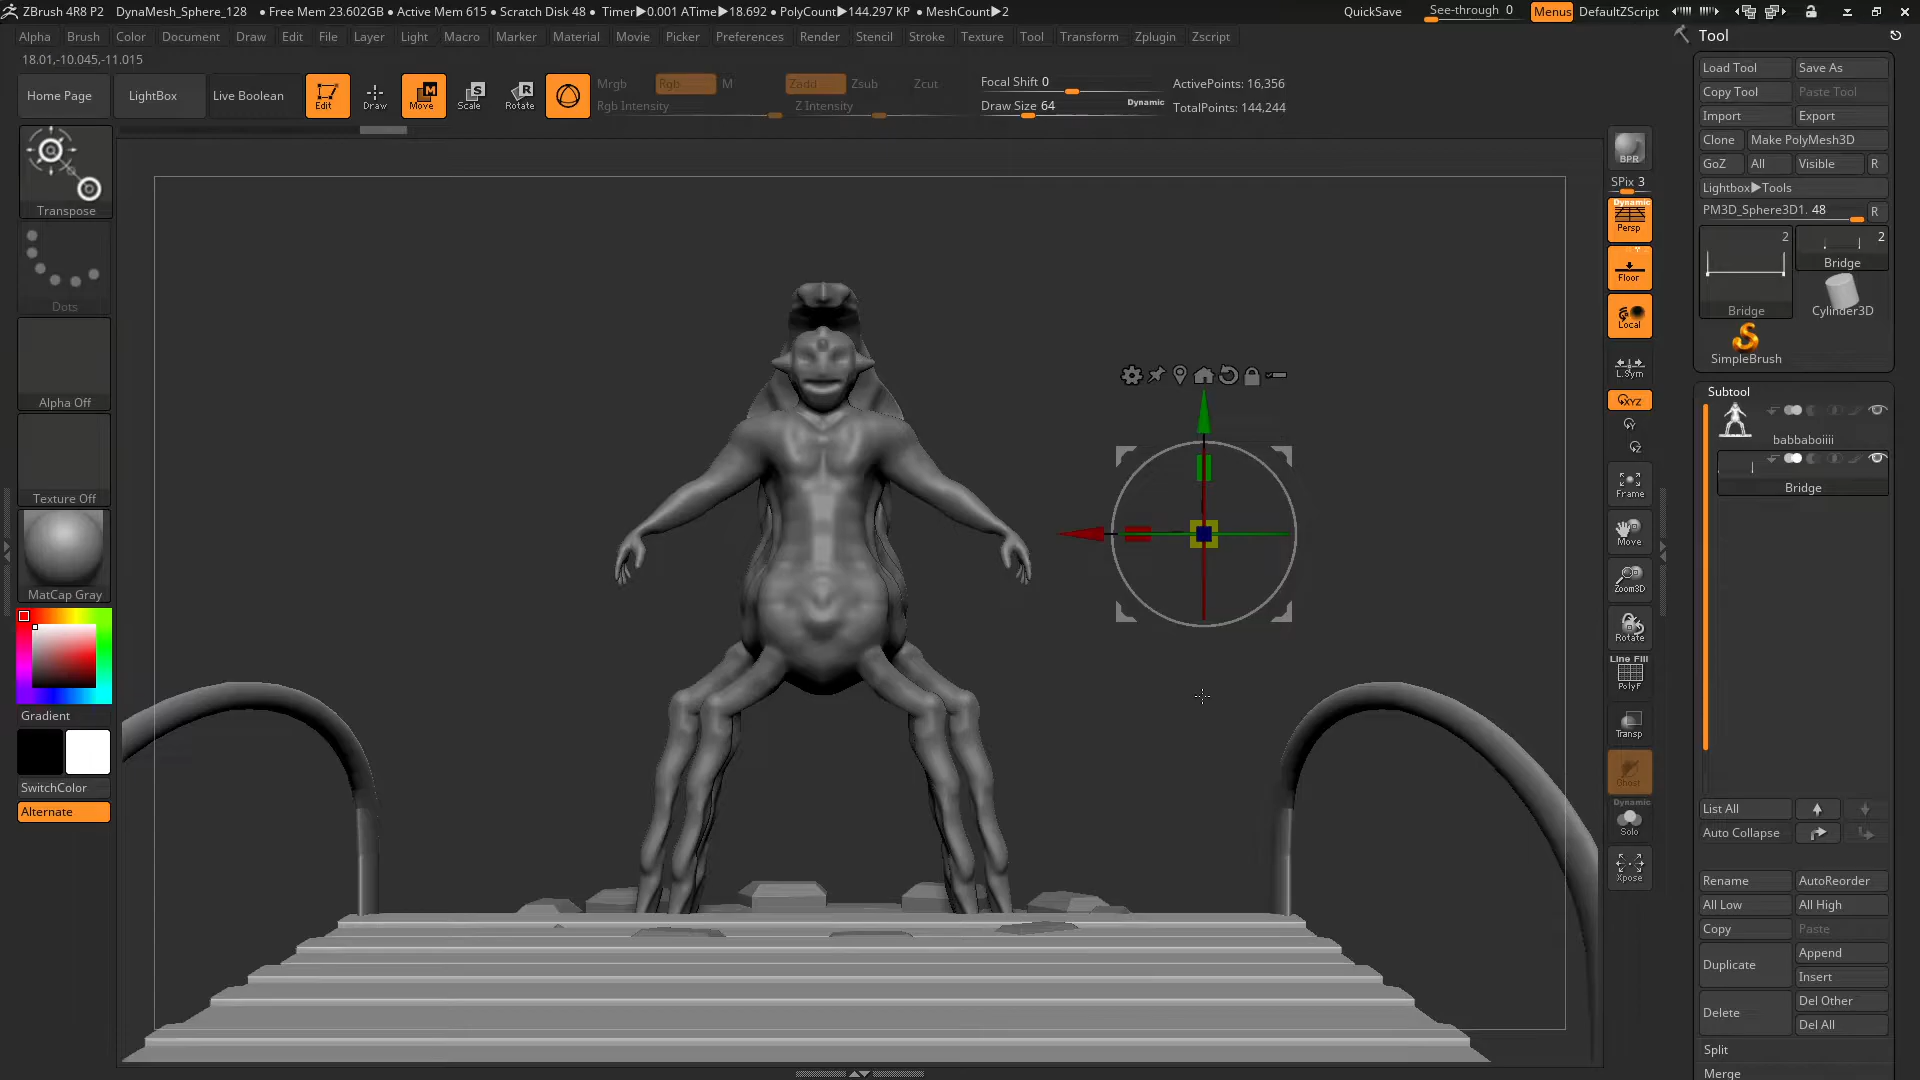 ZBrush 4R8 P2 DynaMesh_Sphere_128 ● Free Mem 23.602GB ● Active Mem 615 ● Scratch Disk 48 ● Timer▶0.001 ATime▶18.692 ● PolyCount▶144.297 KP ● MeshCount▶2 QuickSave See-through 0 Menus DefaultZScript
Alpha Brush Color Document Draw Edit File Layer Light Macro Marker Material Movie Picker Preferences Render Stencil Stroke Texture Tool Transform Zplugin Zscript
18.01,-10.045,-11.015
Home Page LightBox Live Boolean Edit Draw Move Scale Rotate
Mrgb Rgb M Zadd Zsub Zcut
Rgb Intensity Z Intensity
Focal Shift 0 ActivePoints: 16,356
Draw Size 64 Dynamic TotalPoints: 144,244
Transpose
Dots
Alpha Off
Texture Off
MatCap Gray
Gradient
SwitchColor
Alternate
BPR
SPix 3
Dynamic
Persp
Floor
Local
L.Sym
XYZ
Y
Z
Frame
Move
Zoom3D
Rotate
Line Fill
PolyF
Transp
Ghost
Dynamic
Solo
Xpose
Tool
Load Tool Save As
Copy Tool Paste Tool
Import Export
Clone Make PolyMesh3D
GoZ All Visible R
Lightbox▶Tools
PM3D_Sphere3D1. 48 R
2 2
Bridge
Bridge Cylinder3D
SimpleBrush
Subtool
babbaboiiii
Bridge
List All
Auto Collapse
Rename AutoReorder
All Low All High
Copy Paste
Duplicate Append
Insert
Delete Del Other
Del All
Split
Merge